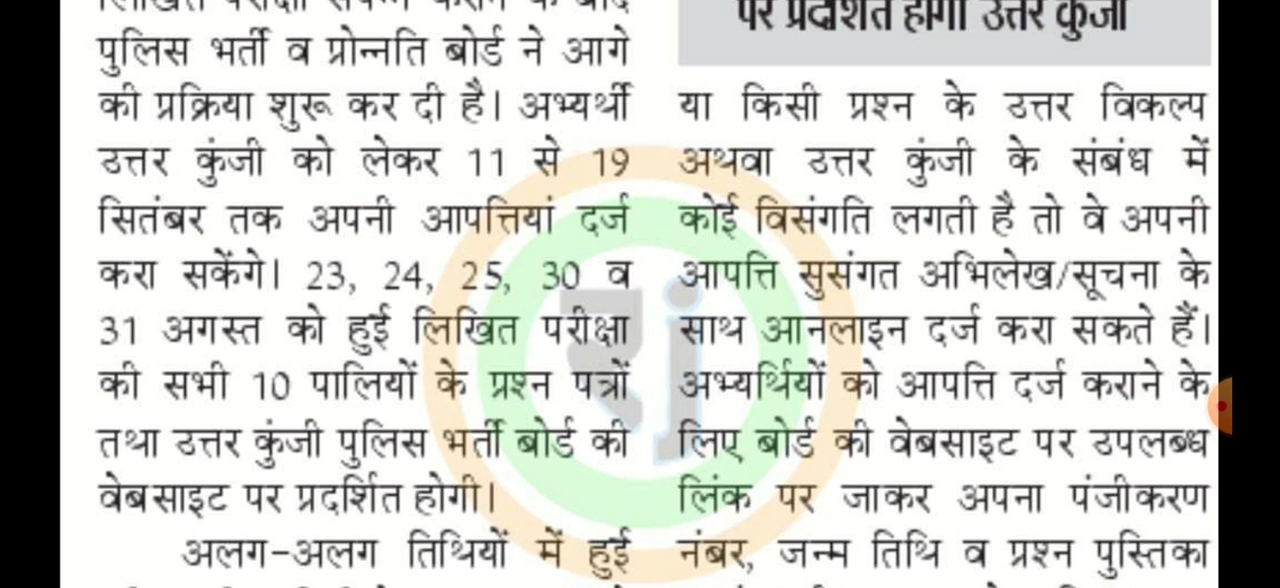 लिखित परीक्षा संपन्न कराने के बाद
पुलिस भर्ती व प्रोन्नति बोर्ड ने आगे
की प्रक्रिया शुरू कर दी है। अभ्यर्थी
उत्तर कुंजी को लेकर 11 से 19
सितंबर तक अपनी आपत्तियां दर्ज
करा सकेंगे। 23, 24, 25, 30 व
31 अगस्त को हुई लिखित परीक्षा
की सभी 10 पालियों के प्रश्न पत्रों
तथा उत्तर कुंजी पुलिस भर्ती बोर्ड की
वेबसाइट पर प्रदर्शित होगी।
अलग-अलग तिथियों में हुई
पर प्रदर्शित होगी उत्तर कुंजी
या किसी प्रश्न के उत्तर विकल्प
अथवा उत्तर कुंजी के संबंध में
कोई विसंगति लगती है तो वे अपनी
आपत्ति सुसंगत अभिलेख/सूचना के
साथ आनलाइन दर्ज करा सकते हैं।
अभ्यर्थियों को आपत्ति दर्ज कराने के
लिए बोर्ड की वेबसाइट पर उपलब्ध
लिंक पर जाकर अपना पंजीकरण
नंबर, जन्म तिथि व प्रश्न पुस्तिका